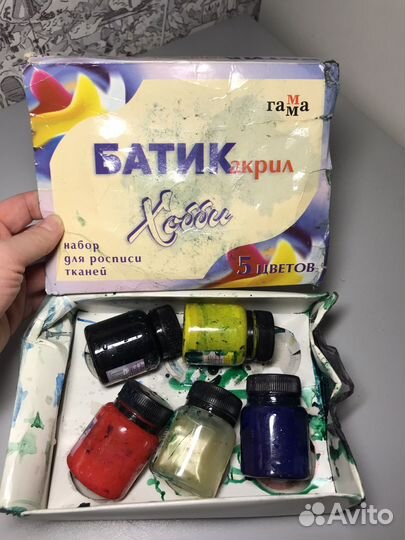 гамма
БАТИК акрил
Хобби
набор
для росписи
тканей
5 цветов
Avito